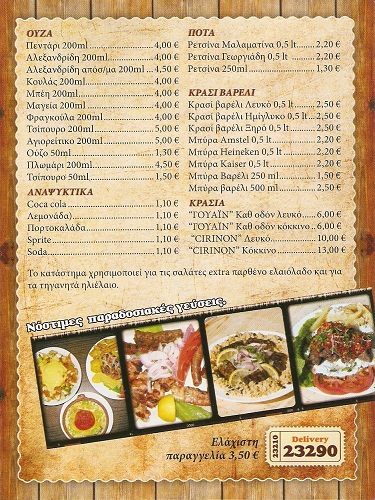 ΟΥΖΑ
Πεντάρι 200ml 4,00 €
Αλεξανδρίδη 200ml 4,00 €
Αλεξανδρίδη αποσ/μα 200ml 4,50 €
Κουλάς 200ml 4,00 €
Μπέη 200ml 4,00 €
Μαγεία 200ml 4,00 €
Φραγκούλα 200ml 4,00 €
Τσίπουρο 200ml 5,00 €
Αγιορείτικο 200ml 5,00 €
Ούζο 50ml 1,30 €
Πλωμάρι 200ml 4,50 €
Τσίπουρο 50ml 1,50 €
ΑΝΑΨΥΚΤΙΚΑ
Coca cola 1,10 €
Λεμονάδα) 1,10 €
Πορτοκαλάδα 1,10 €
Sprite 1,10 €
Soda 1,10 €
ΠΟΤΑ
Ρετσίνα Μαλαματίνα 0,5 lt 2,20 €
Ρετσίνα Γεωργιάδη 0,5 lt 2,20 €
Ρετσίνα 250ml 1,30 €
ΚΡΑΣΙ ΒΑΡΕΛΙ
Κρασί βαρέλι Λευκό 0,5 lt 2,50 €
Κρασί βαρέλι Ημίγλυκο 0,5 lt 2,50 €
Κρασί βαρέλι Ξηρό 0,5 lt 2,50 €
Μπύρα Amstel 0,5 lt 2,20 €
Μπύρα Heineken 0,5 lt 2,20 €
Μπύρα Kaiser 0,5 lt 2,20 €
Μπύρα Βαρέλι 250 ml 1,50 €
Μπύρα βαρέλι 500 ml 2,50 €
ΚΡΑΣΙΑ
"ΓΟΥΑΪΝ" Καθ οδόν λευκό 6,00 €
"ΓΟΥΑΪΝ" Καθ οδόν κόκκινο 6,00 €
"CIRINON" Λευκό 10,00 €
"CIRINON" Κόκκινο 13,00 €
Το κατάστημα χρησιμοποιεί για τις σαλάτες extra παρθένο ελαιόλαδο και για
τα τηγανητά ηλιέλαιο.
Νόστιμες παραδοσιακές γεύσεις.
Ελάχιστη
παραγγελία 3,50 €
23210
Delivery
23290